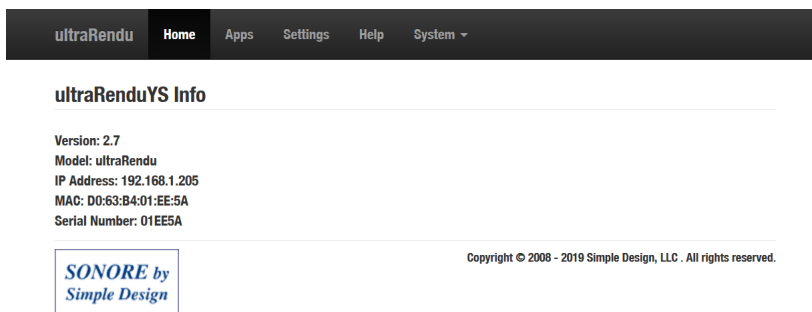 ultraRendu Home Apps Settings Help System
ultraRenduYS Info
Version: 2.7
Model: ultraRendu
IP Address: 192.168.1.205
MAC: D0:63:B4:01:EE:5A
Serial Number: 01EE5A
SONORE by
Simple Design
Copyright © 2008 - 2019 Simple Design, LLC . All rights reserved.